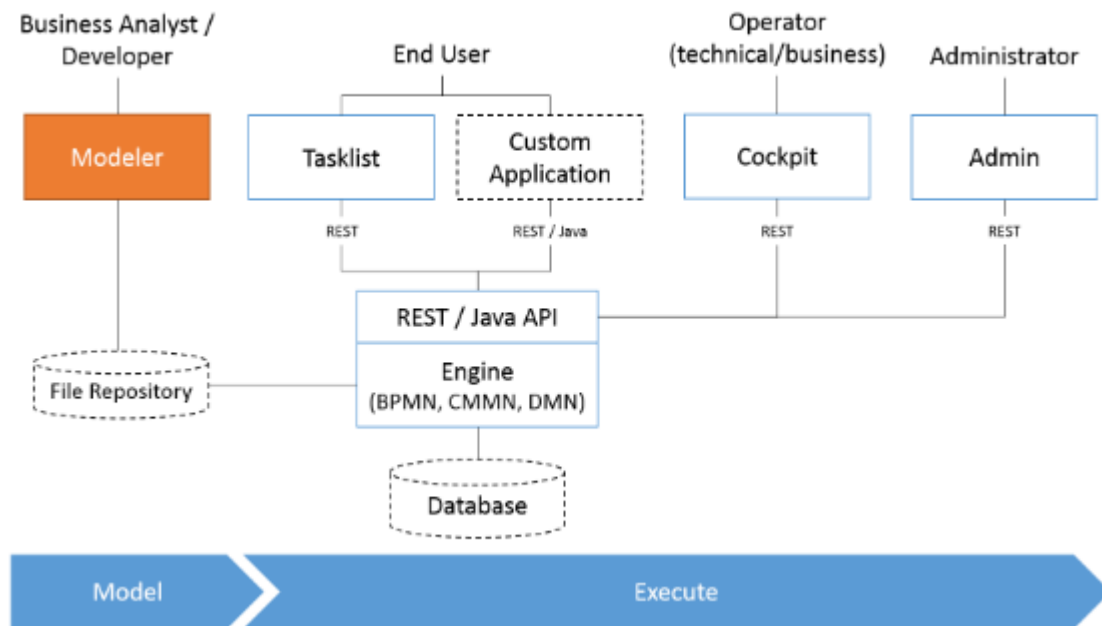 Business Analyst /
Developer
End User
Operator
(technical/business)
Administrator
Modeler
Tasklist
Custom
Application
Cockpit
Admin
REST
REST / Java
REST
REST
REST / Java API
File Repository
Engine
(BPMN, CMMN, DMN)
Database
Model
Execute